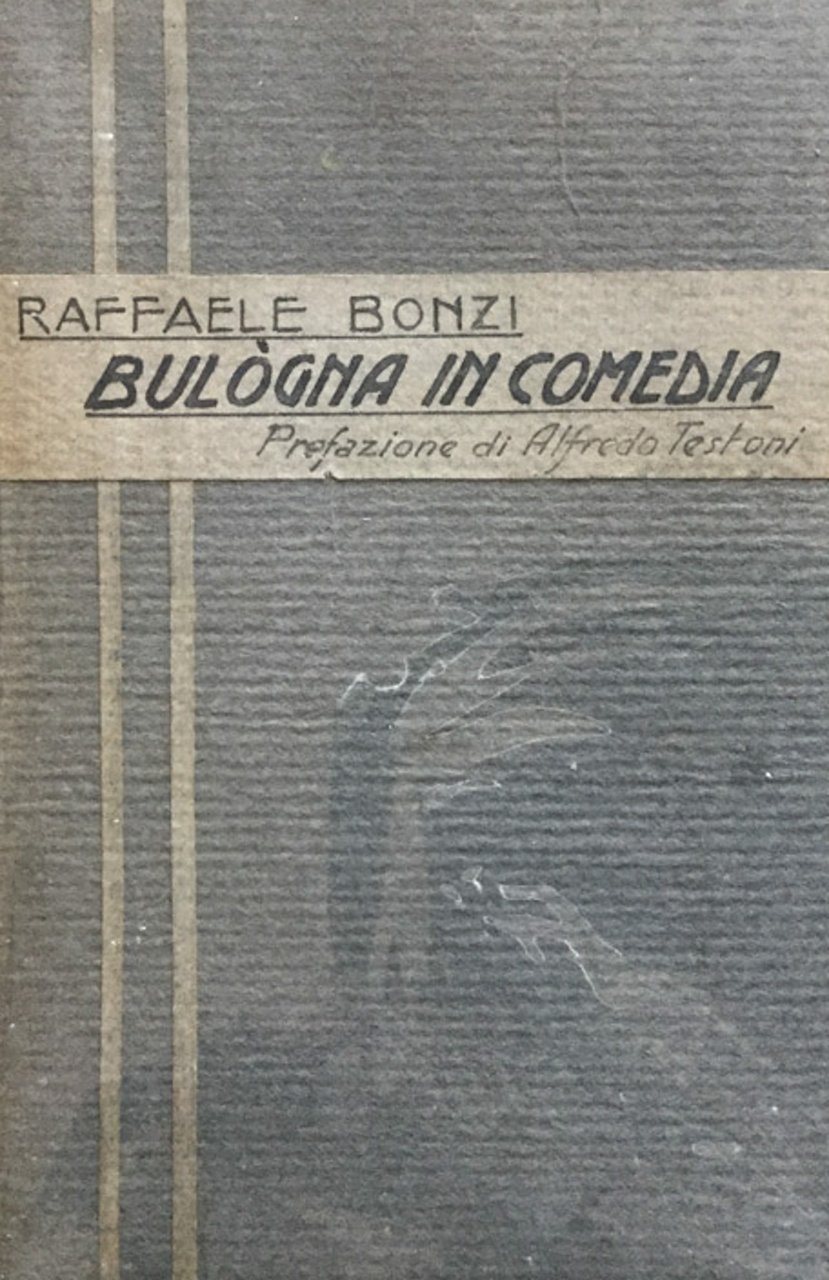 RAFFAELE BONZI
BULÒGNA IN COMEDIA
Prefazione di Alfredo Testoni